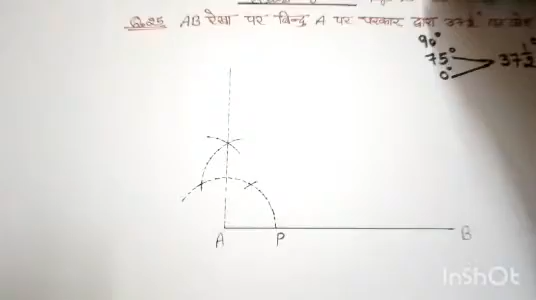 Q.25 AB रेखा पर बिन्दु A पर परकार द्वारा 37½° का कोण
90°
75° 37½°
0°
A P B
InShOt